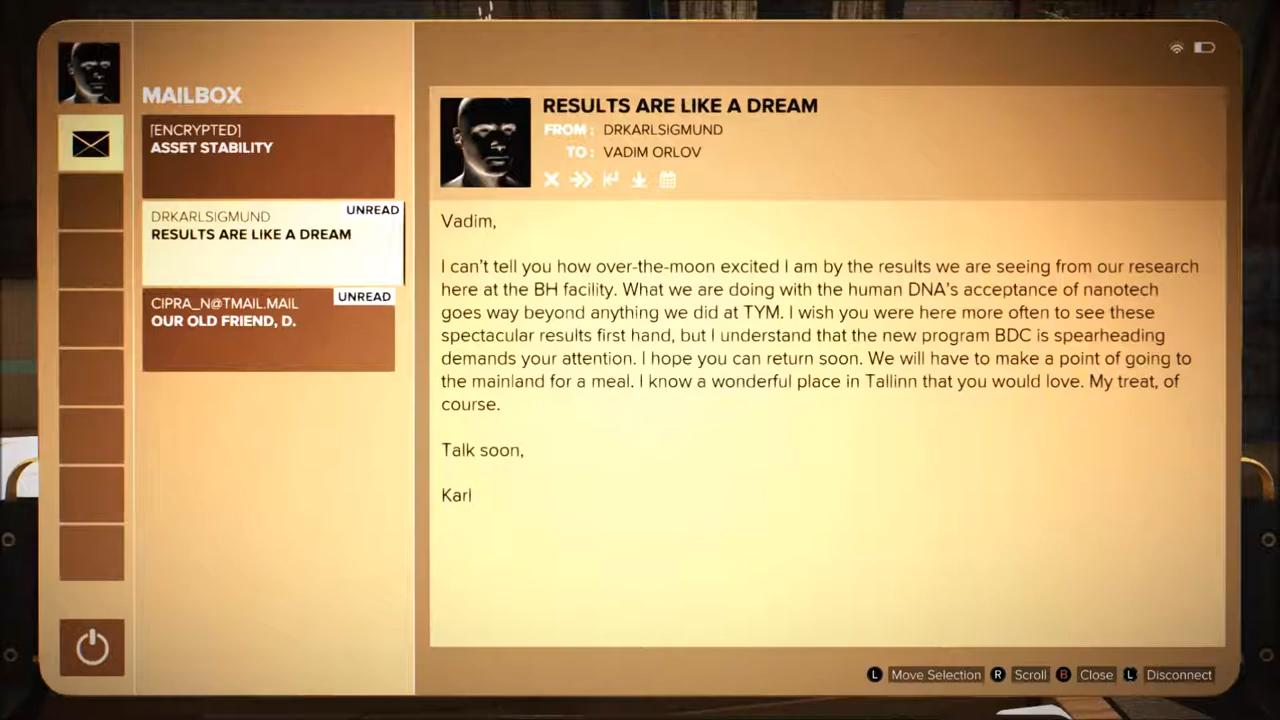 MAILBOX
[ENCRYPTED]
ASSET STABILITY
UNREAD
DRKARLSIGMUND
RESULTS ARE LIKE A DREAM
UNREAD
CIPRA_N@TMAIL.MAIL
OUR OLD FRIEND, D.
RESULTS ARE LIKE A DREAM
FROM : DRKARLSIGMUND
TO : VADIM ORLOV
Vadim,
I can't tell you how over-the-moon excited I am by the results we are seeing from our research
here at the BH facility. What we are doing with the human DNA's acceptance of nanotech
goes way beyond anything we did at TYM. I wish you were here more often to see these
spectacular results first hand, but I understand that the new program BDC is spearheading
demands your attention. I hope you can return soon. We will have to make a point of going to
the mainland for a meal. I know a wonderful place in Tallinn that you would love. My treat, of
course.
Talk soon,
Karl
L Move Selection R Scroll B Close L Disconnect